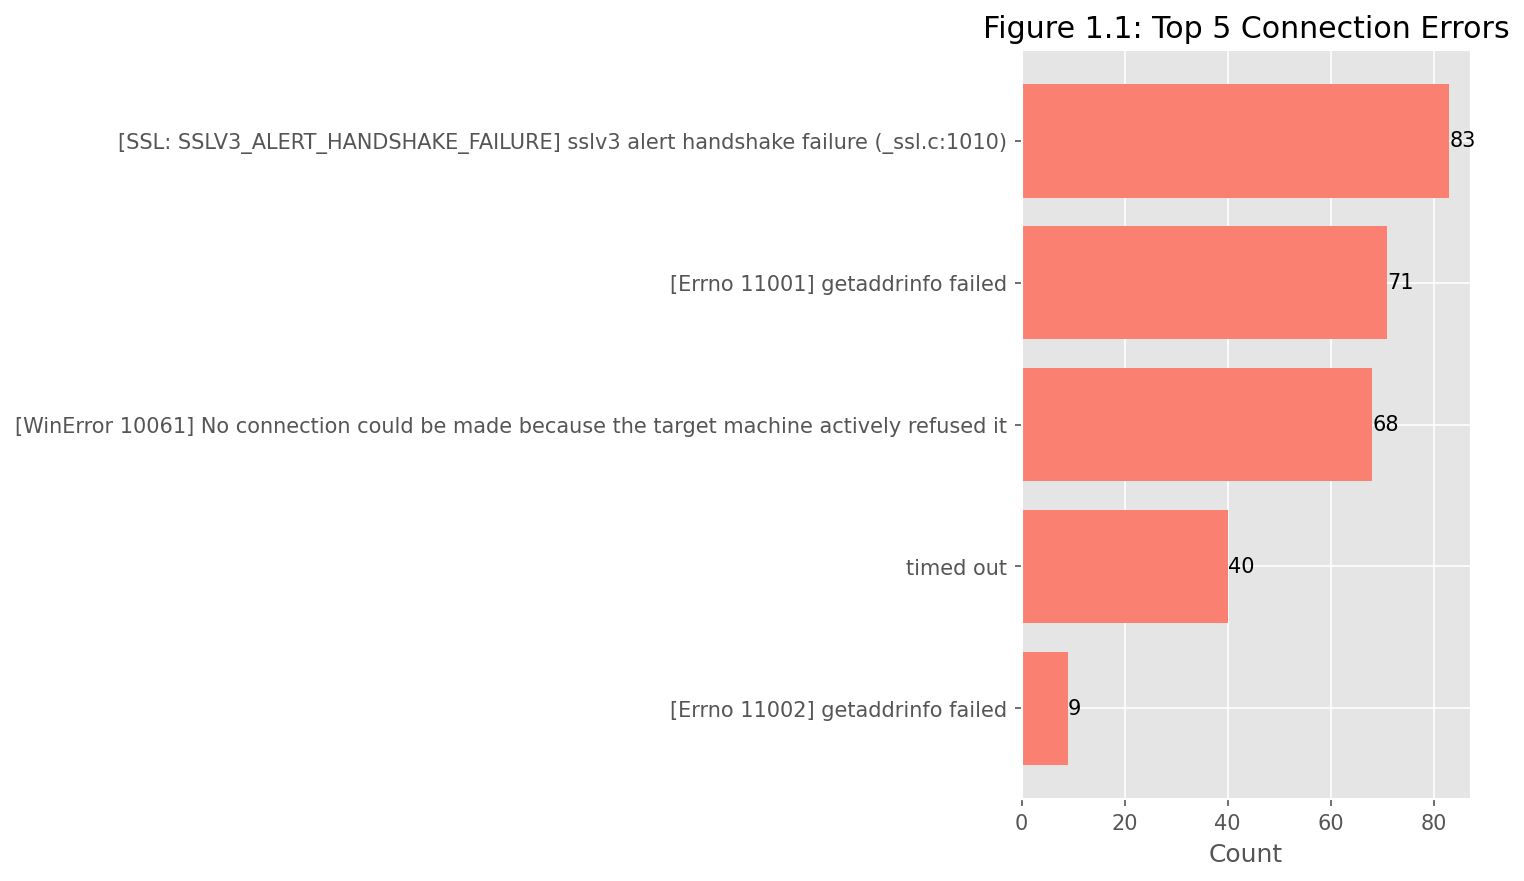 Figure 1.1: Top 5 Connection Errors
[SSL: SSLV3_ALERT_HANDSHAKE_FAILURE] sslv3 alert handshake failure (_ssl.c:1010)
83
[Errno 11001] getaddrinfo failed
71
[WinError 10061] No connection could be made because the target machine actively refused it
68
timed out
40
[Errno 11002] getaddrinfo failed
9
0 20 40 60 80
Count